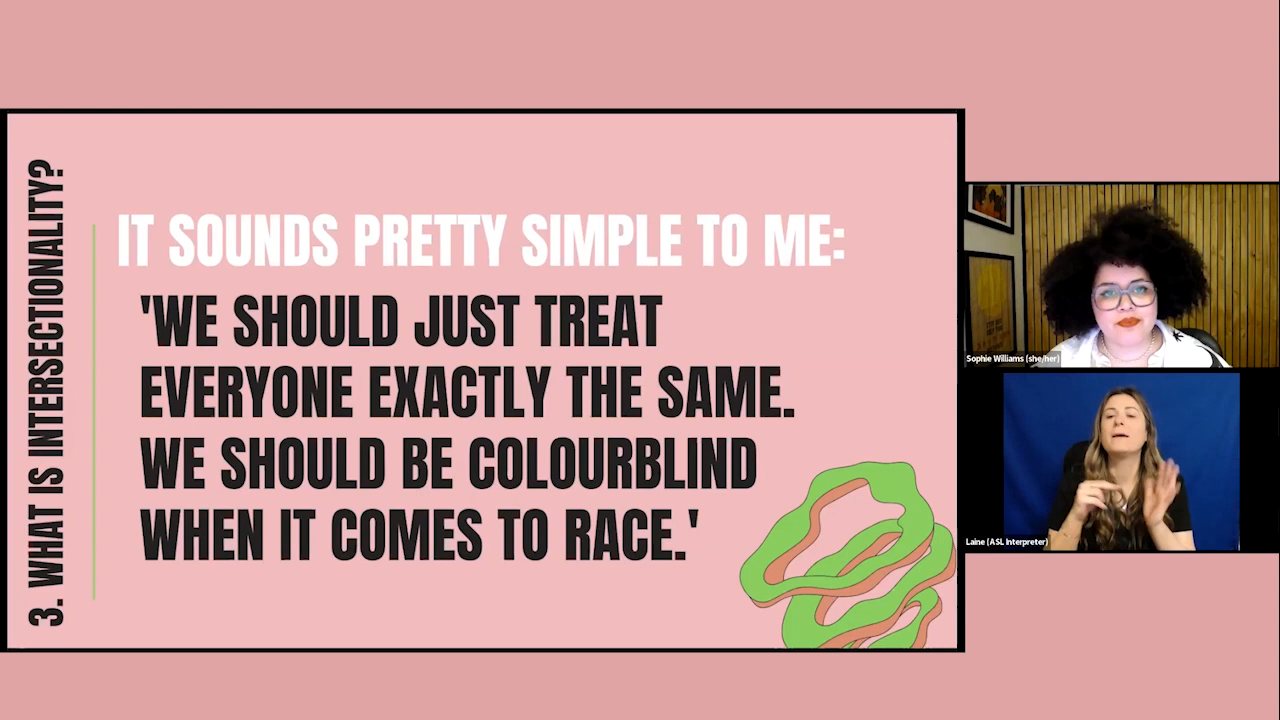 3. WHAT IS INTERSECTIONALITY?
IT SOUNDS PRETTY SIMPLE TO ME:
'WE SHOULD JUST TREAT
EVERYONE EXACTLY THE SAME.
WE SHOULD BE COLOURBLIND
WHEN IT COMES TO RACE.'
Sophie Williams (she/her)
Laine (ASL Interpreter)